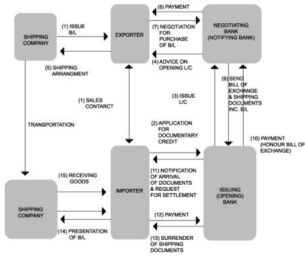 (8) PAYMENT
SHIPPING
COMPANY
(1) ISSUE
B/L
EXPORTER
(7) NEGOTIATION
FOR
PURCHASE
OF B/L
NEGOTIATING
BANK
(NOTIFYING BANK)
(5) SHIPPING
ARRANGMENT
(4) ADVICE ON
OPENING L/C
(9) SEND
BILL OF
EXCHANGE
& SHIPPING
DOCUMENTS
INC. B/L
(1) SALES
CONTARCT
(3) ISSUE
L/C
TRANSPORTATION
(2) APPLICATION
FOR
DOCUMENTARY
CREDIT
(10) PAYMENT
(HONOUR BILL OF
EXCHANGE)
(15) RECEIVING
GOODS
IMPORTER
(11) NOTIFICATION
OF ARRIVAL
OF DOCUMENTS
& REQUEST
FOR SETTLEMENT
ISSUING
(OPENING)
BANK
SHIPPING
COMPANY
(12) PAYMENT
(14) PRESENTATION
OF B/L
(13) SURRENDER
OF SHIPPING
DOCUMENTS